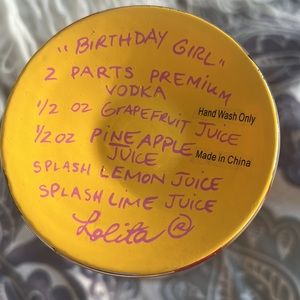 "BIRTHDAY GIRL"
2 PARTS PREMIUM
VODKA
1/2 OZ GRAPEFRUIT JUICE
Hand Wash Only
1/2 OZ PINEAPPLE
JUICE
Made in China
SPLASH LEMON JUICE
SPLASH LIME JUICE
Lolita ®